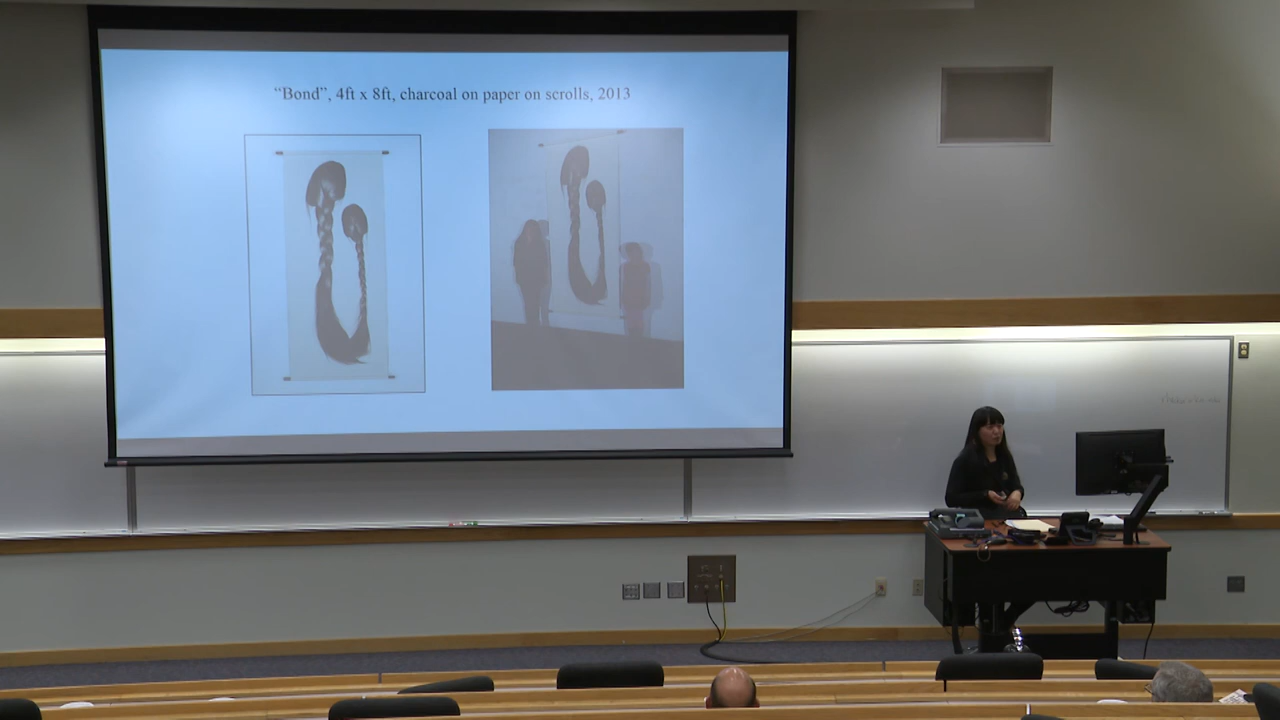 “Bond”, 4ft x 8ft, charcoal on paper on scrolls, 2013